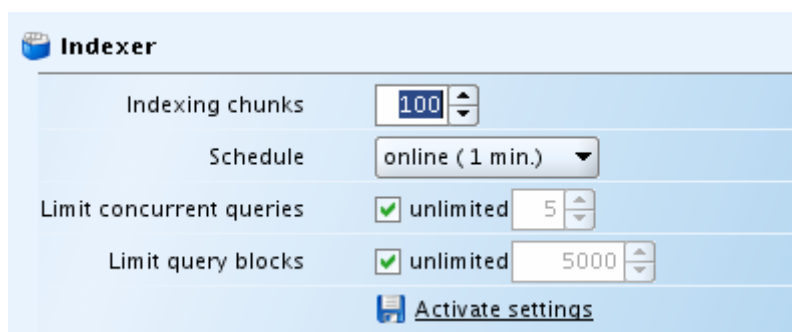 Indexer
Indexing chunks 100
Schedule online ( 1 min.)
Limit concurrent queries unlimited 5
Limit query blocks unlimited 5000
Activate settings